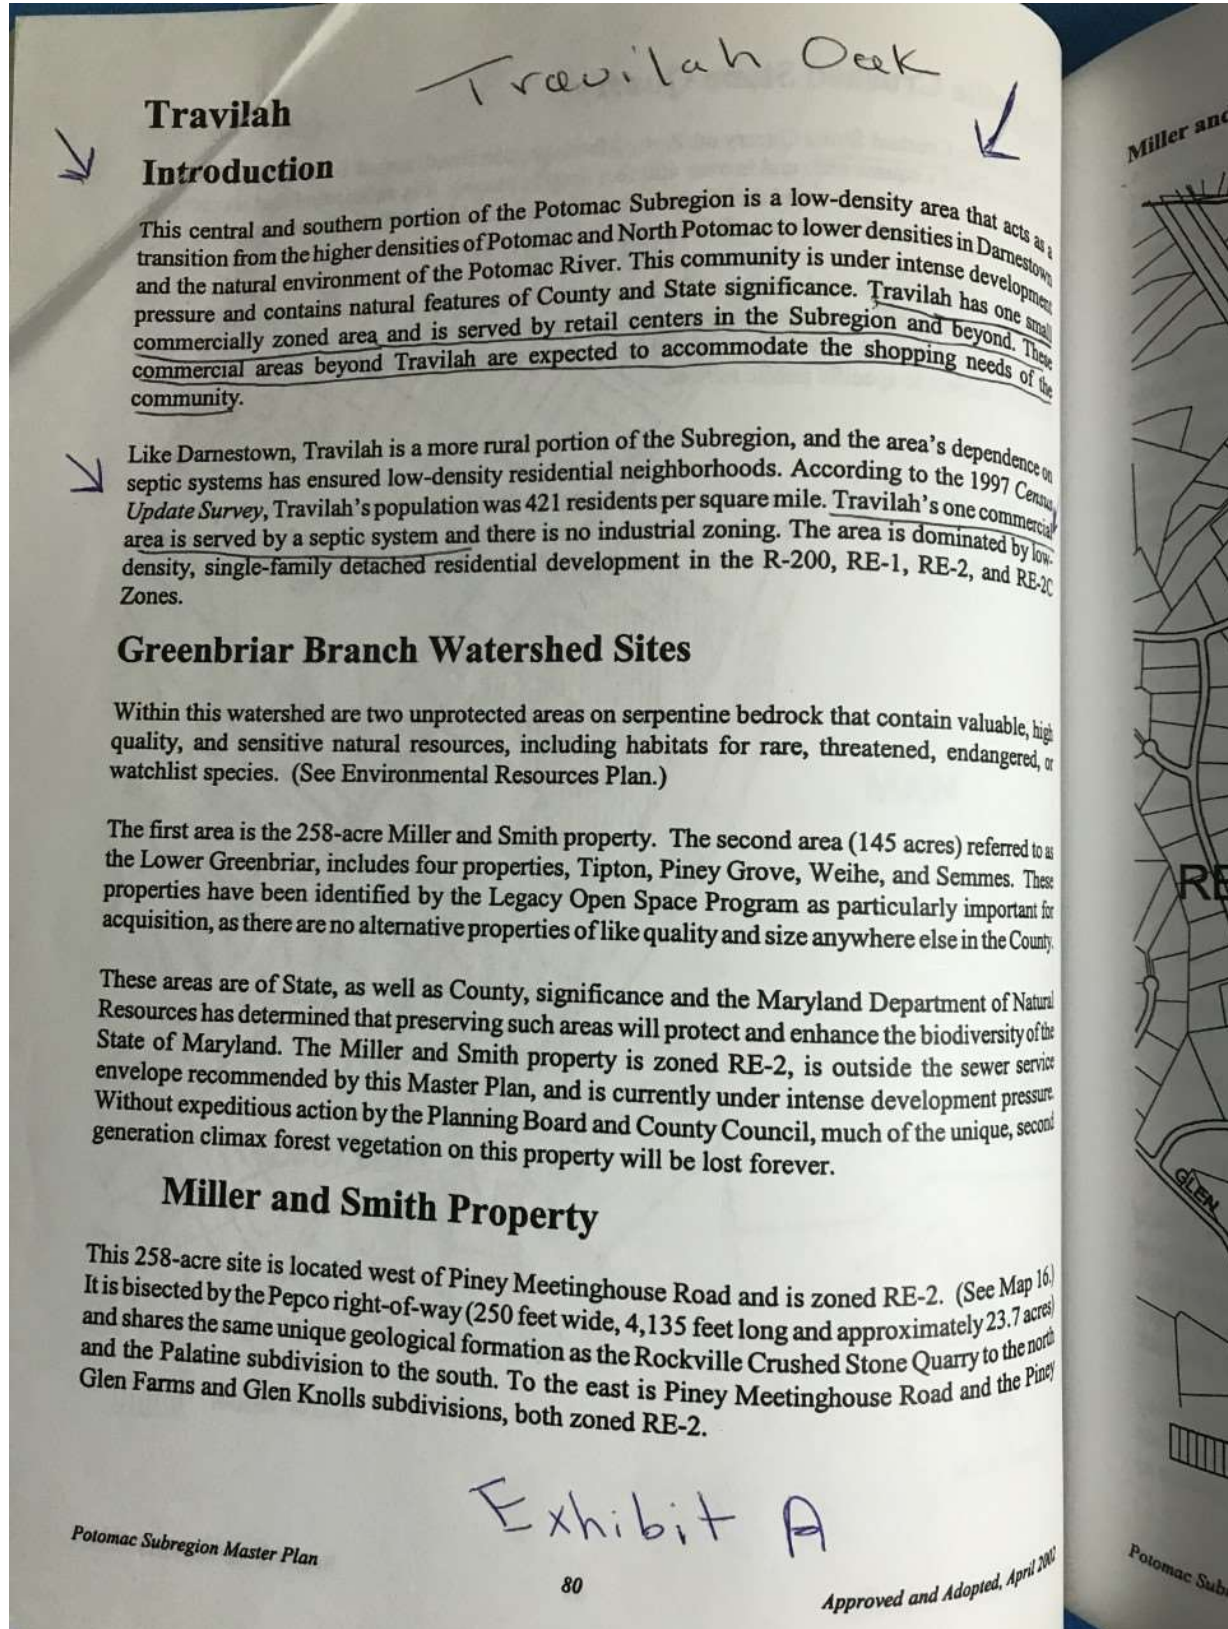 Travilah Oak
Travilah
Introduction
This central and southern portion of the Potomac Subregion is a low-density area that acts as a
transition from the higher densities of Potomac and North Potomac to lower densities in Darnestown
and the natural environment of the Potomac River. This community is under intense development
pressure and contains natural features of County and State significance. Travilah has one small
commercially zoned area and is served by retail centers in the Subregion and beyond. These
commercial areas beyond Travilah are expected to accommodate the shopping needs of the
community.
Like Darnestown, Travilah is a more rural portion of the Subregion, and the area's dependence on
septic systems has ensured low-density residential neighborhoods. According to the 1997 Census
Update Survey, Travilah's population was 421 residents per square mile. Travilah's one commercial
area is served by a septic system and there is no industrial zoning. The area is dominated by low-
density, single-family detached residential development in the R-200, RE-1, RE-2, and RE-2C
Zones.
Greenbriar Branch Watershed Sites
Within this watershed are two unprotected areas on serpentine bedrock that contain valuable, high
quality, and sensitive natural resources, including habitats for rare, threatened, endangered, or
watchlist species. (See Environmental Resources Plan.)
The first area is the 258-acre Miller and Smith property. The second area (145 acres) referred to as
the Lower Greenbriar, includes four properties, Tipton, Piney Grove, Weihe, and Semmes. These
properties have been identified by the Legacy Open Space Program as particularly important for
acquisition, as there are no alternative properties of like quality and size anywhere else in the County.
These areas are of State, as well as County, significance and the Maryland Department of Natural
Resources has determined that preserving such areas will protect and enhance the biodiversity of the
State of Maryland. The Miller and Smith property is zoned RE-2, is outside the sewer service
envelope recommended by this Master Plan, and is currently under intense development pressure.
Without expeditious action by the Planning Board and County Council, much of the unique, second
generation climax forest vegetation on this property will be lost forever.
Miller and Smith Property
This 258-acre site is located west of Piney Meetinghouse Road and is zoned RE-2. (See Map 16.)
It is bisected by the Pepco right-of-way (250 feet wide, 4,135 feet long and approximately 23.7 acres)
and shares the same unique geological formation as the Rockville Crushed Stone Quarry to the north
and the Palatine subdivision to the south. To the east is Piney Meetinghouse Road and the Piney
Glen Farms and Glen Knolls subdivisions, both zoned RE-2.
Exhibit A
Potomac Subregion Master Plan
80
Approved and Adopted, April 2002
Miller and
RE
GLEN
Potomac Sub